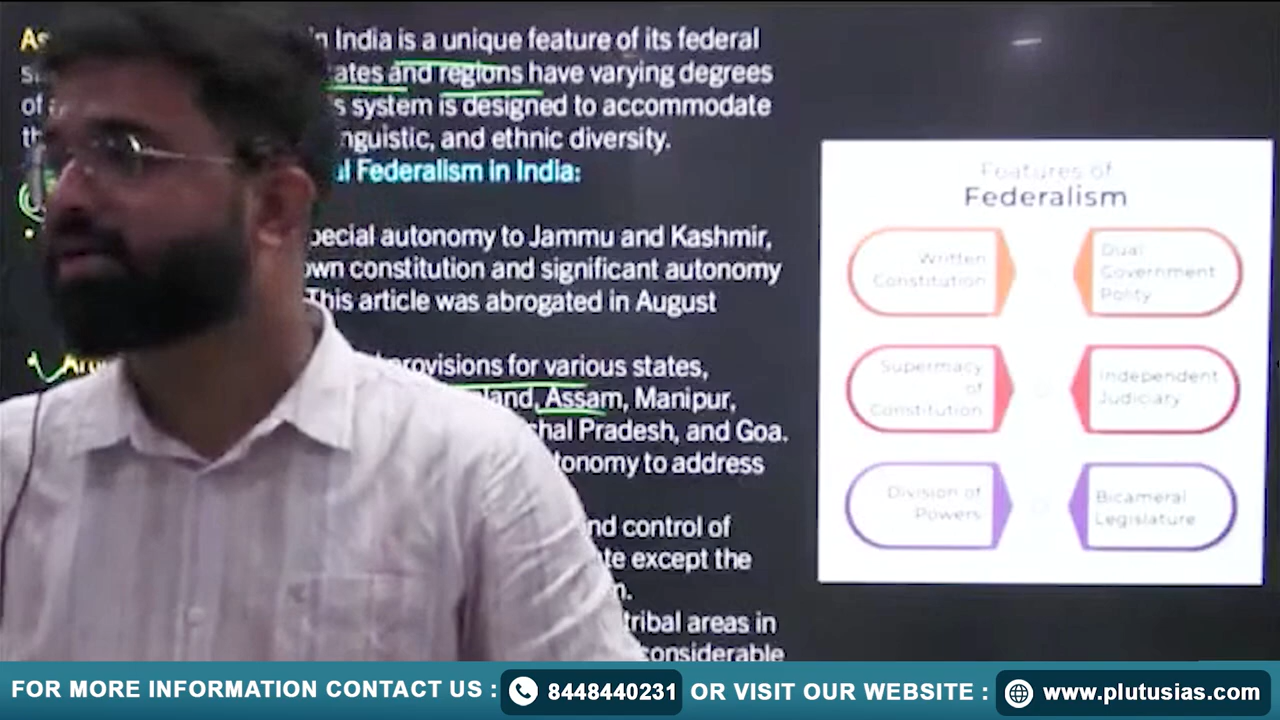 As
in India is a unique feature of its federal
ates and regions have varying degrees
of
s system is designed to accommodate
th
nguistic, and ethnic diversity.
al Federalism in India:
pecial autonomy to Jammu and Kashmir,
own constitution and significant autonomy
This article was abrogated in August
provisions for various states,
land, Assam, Manipur,
chal Pradesh, and Goa.
tonomy to address
nd control of
te except the
n.
tribal areas in
considerable
Features of
Federalism
Written
Constitution
Dual
Government
Polity
Supremacy
of
Constitution
Independent
Judiciary
Division of
Powers
Bicameral
Legislature
FOR MORE INFORMATION CONTACT US : 8448440231 OR VISIT OUR WEBSITE : www.plutusias.com